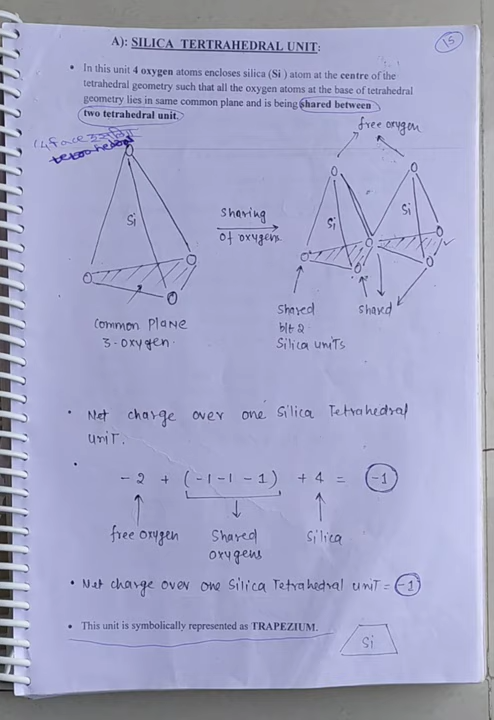 15
A): SILICA TERTRAHEDRAL UNIT:
• In this unit 4 oxygen atoms encloses silica (Si ) atom at the centre of the
tetrahedral geometry such that all the oxygen atoms at the base of tetrahedral
geometry lies in same common plane and is being shared between
two tetrahedral unit.
free oxygen
Si
Sharing
Of oxygens
Si
Si
Common Plane
3-Oxygen.
Shared
b/t 2
Silica uniTs
Shared
• Net charge over one Silica Tetrahedral
uniT.
• -2 + (-1-1-1) + 4 = -1
free oxygen
Shared
oxygens
Silica
• Net charge over one Silica Tetrahedral uniT = -1
• This unit is symbolically represented as TRAPEZIUM.
Si